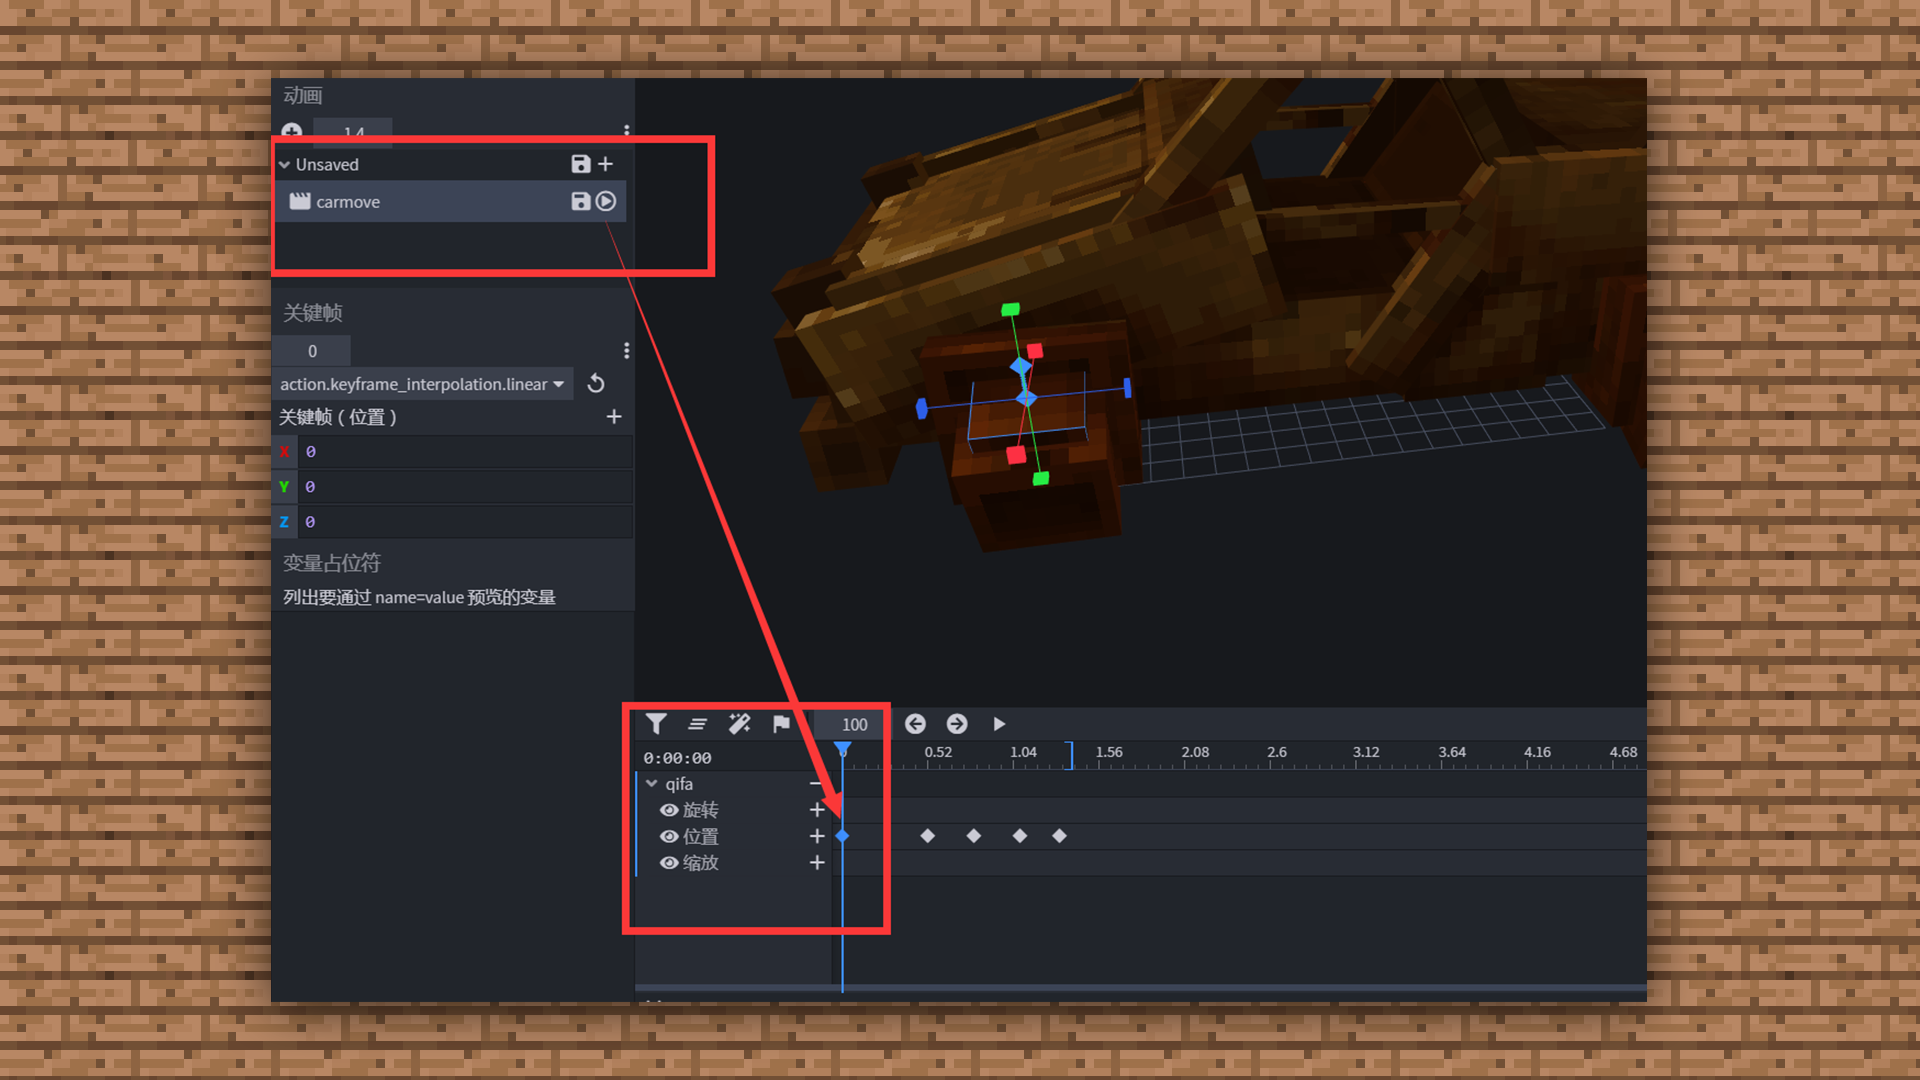 动画
1.4
Unsaved
carmove
关键帧
0
action.keyframe_interpolation.linear
关键帧（位置）
X 0
Y 0
Z 0
变量占位符
列出要通过 name=value 预览的变量
100
0:00:00
0.52 1.04 1.56 2.08 2.6 3.12 3.64 4.16 4.68
qifa
旋转
位置
缩放